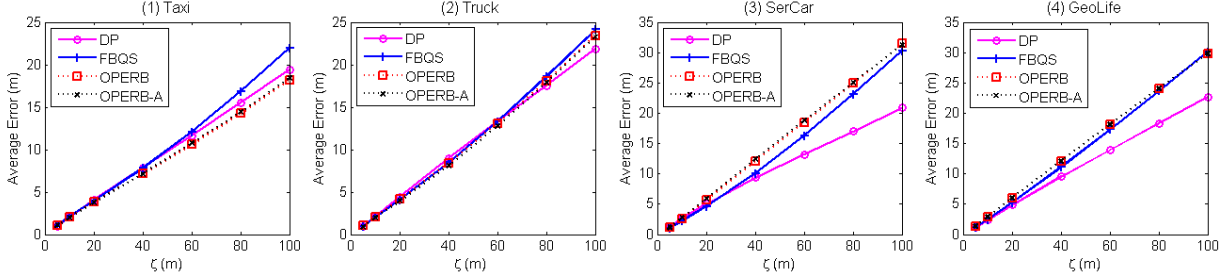 (1) Taxi
25
20
15
10
5
0
Average Error (m)
DP
FBQS
OPERB
OPERB-A
0 20 40 60 80 100
ζ (m)
(2) Truck
25
20
15
10
5
0
Average Error (m)
DP
FBQS
OPERB
OPERB-A
0 20 40 60 80 100
ζ (m)
(3) SerCar
35
30
25
20
15
10
5
0
Average Error (m)
DP
FBQS
OPERB
OPERB-A
0 20 40 60 80 100
ζ (m)
(4) GeoLife
35
30
25
20
15
10
5
0
Average Error (m)
DP
FBQS
OPERB
OPERB-A
0 20 40 60 80 100
ζ (m)